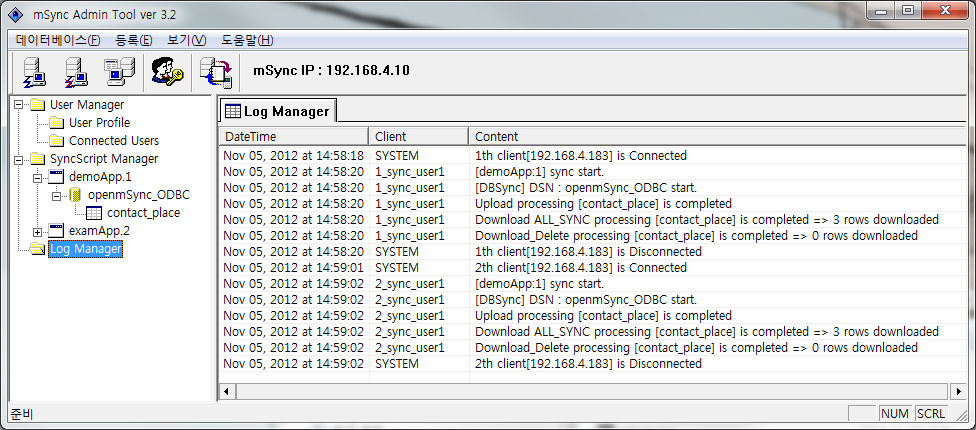 mSync Admin Tool ver 3.2
데이터베이스(F) 등록(E) 보기(V) 도움말(H)
mSync IP : 192.168.4.10
User Manager
User Profile
Connected Users
SyncScript Manager
demoApp.1
openmSync_ODBC
contact_place
examApp.2
Log Manager
Log Manager
DateTime Client Content
Nov 05, 2012 at 14:58:18 SYSTEM 1th client[192.168.4.183] is Connected
Nov 05, 2012 at 14:58:20 1_sync_user1 [demoApp:1] sync start.
Nov 05, 2012 at 14:58:20 1_sync_user1 [DBSync] DSN : openmSync_ODBC start.
Nov 05, 2012 at 14:58:20 1_sync_user1 Upload processing [contact_place] is completed
Nov 05, 2012 at 14:58:20 1_sync_user1 Download ALL_SYNC processing [contact_place] is completed => 3 rows downloaded
Nov 05, 2012 at 14:58:20 1_sync_user1 Download_Delete processing [contact_place] is completed => 0 rows downloaded
Nov 05, 2012 at 14:58:20 SYSTEM 1th client[192.168.4.183] is Disconnected
Nov 05, 2012 at 14:59:01 SYSTEM 2th client[192.168.4.183] is Connected
Nov 05, 2012 at 14:59:02 2_sync_user1 [demoApp:1] sync start.
Nov 05, 2012 at 14:59:02 2_sync_user1 [DBSync] DSN : openmSync_ODBC start.
Nov 05, 2012 at 14:59:02 2_sync_user1 Upload processing [contact_place] is completed
Nov 05, 2012 at 14:59:02 2_sync_user1 Download ALL_SYNC processing [contact_place] is completed => 3 rows downloaded
Nov 05, 2012 at 14:59:02 2_sync_user1 Download_Delete processing [contact_place] is completed => 0 rows downloaded
Nov 05, 2012 at 14:59:02 SYSTEM 2th client[192.168.4.183] is Disconnected
준비 NUM SCRL